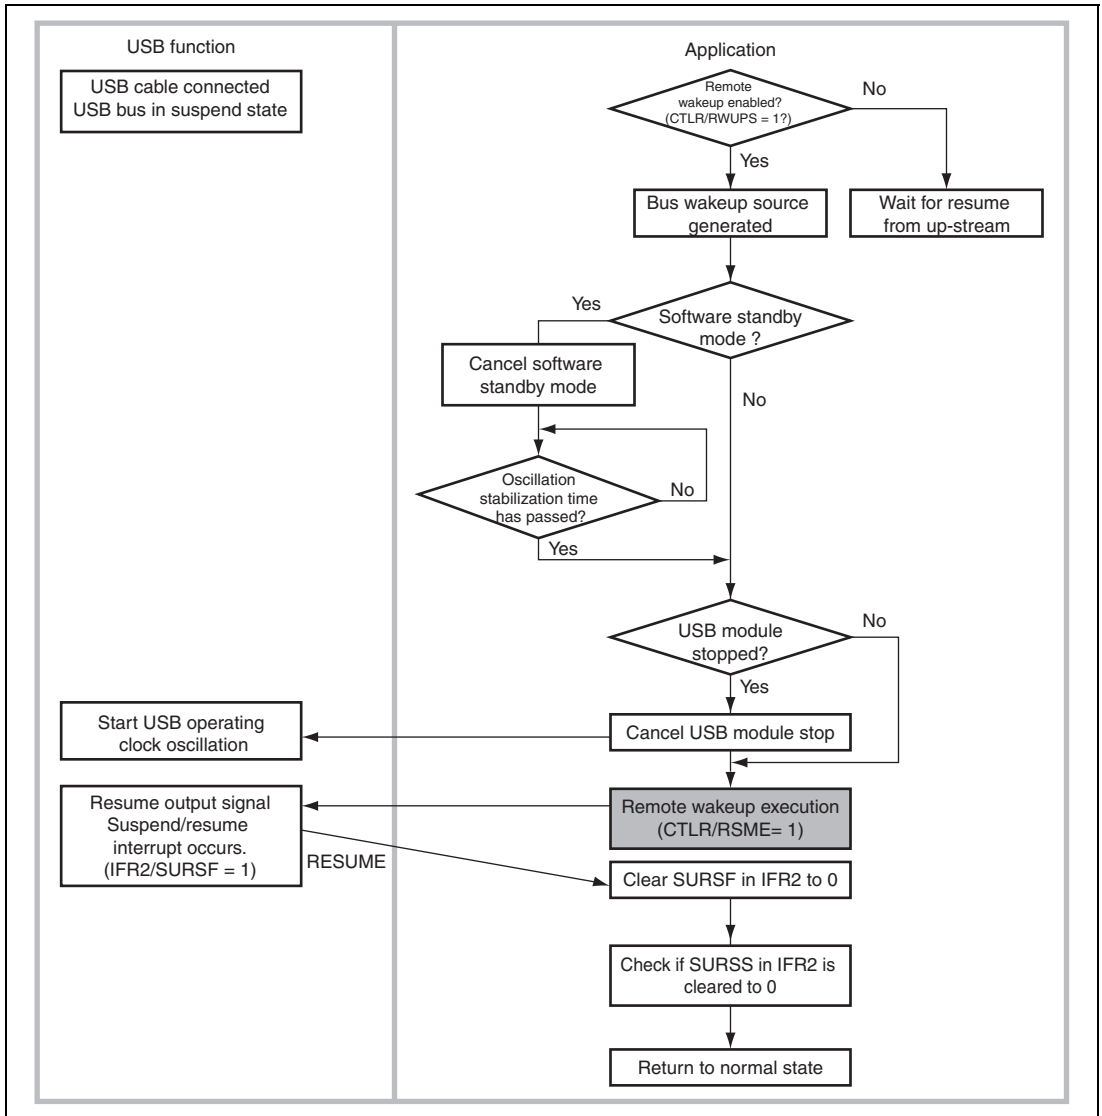 USB function
USB cable connected
USB bus in suspend state
Application
Remote
wakeup enabled?
(CTLR/RWUPS = 1?)
No
Yes
Bus wakeup source
generated
Wait for resume
from up-stream
Yes
Software standby
mode ?
Cancel software
standby mode
No
Oscillation
stabilization time
has passed?
No
Yes
USB module
stopped?
No
Yes
Start USB operating
clock oscillation
Cancel USB module stop
Resume output signal
Suspend/resume
interrupt occurs.
(IFR2/SURSF = 1)
Remote wakeup execution
(CTLR/RSME= 1)
RESUME
Clear SURSF in IFR2 to 0
Check if SURSS in IFR2 is
cleared to 0
Return to normal state